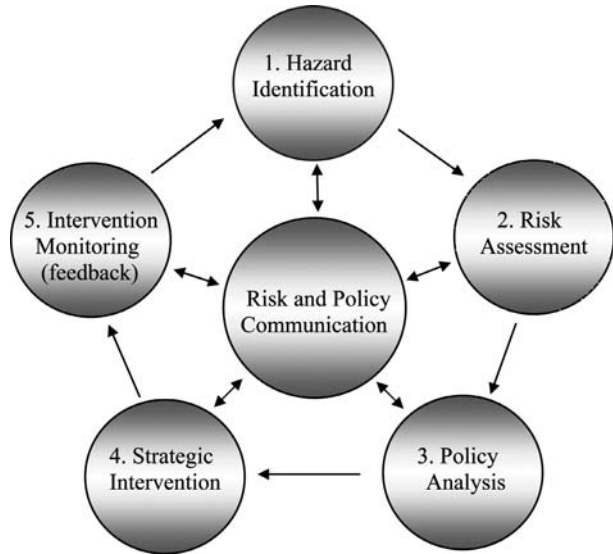 1. Hazard
Identification
2. Risk
Assessment
3. Policy
Analysis
4. Strategic
Intervention
5. Intervention
Monitoring
(feedback)
Risk and Policy
Communication